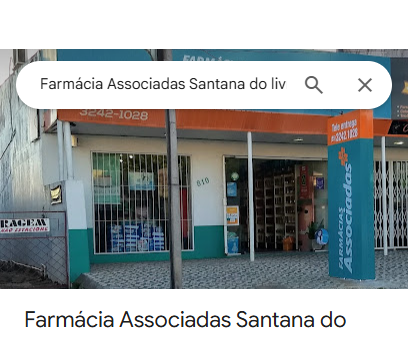 Farmácia Associadas Santana do liv
FARMÁCIA
3242-1028
Tele entrega
3242.1028
810
FARMÁCIAS
Associadas
NÃO ESTACIONE
Farmácia Associadas Santana do